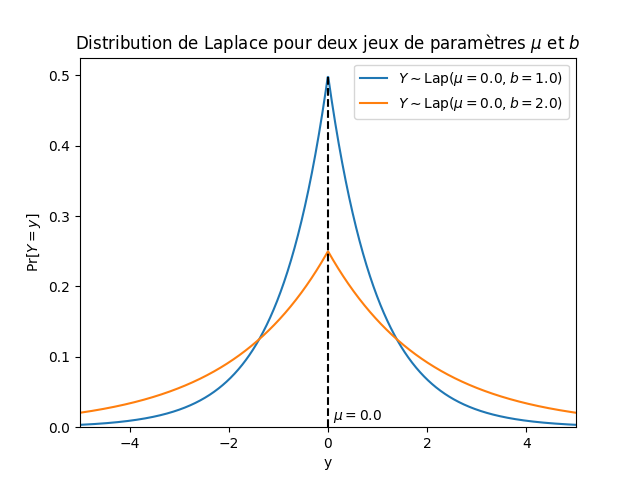 Distribution de Laplace pour deux jeux de paramètres μ et b
Y ∼ Lap(μ = 0.0, b = 1.0)
Y ∼ Lap(μ = 0.0, b = 2.0)
Pr[Y = y]
0.5
0.4
0.3
0.2
0.1
0.0
μ = 0.0
−4
−2
0
2
4
y